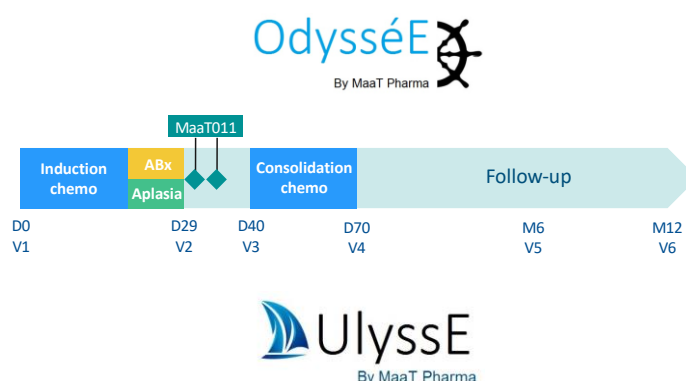 OdysséE
By MaaT Pharma
MaaT011
Induction chemo
ABx
Aplasia
Consolidation chemo
Follow-up
D0 D29 D40 D70 M6 M12
V1 V2 V3 V4 V5 V6
UlyssE
By MaaT Pharma